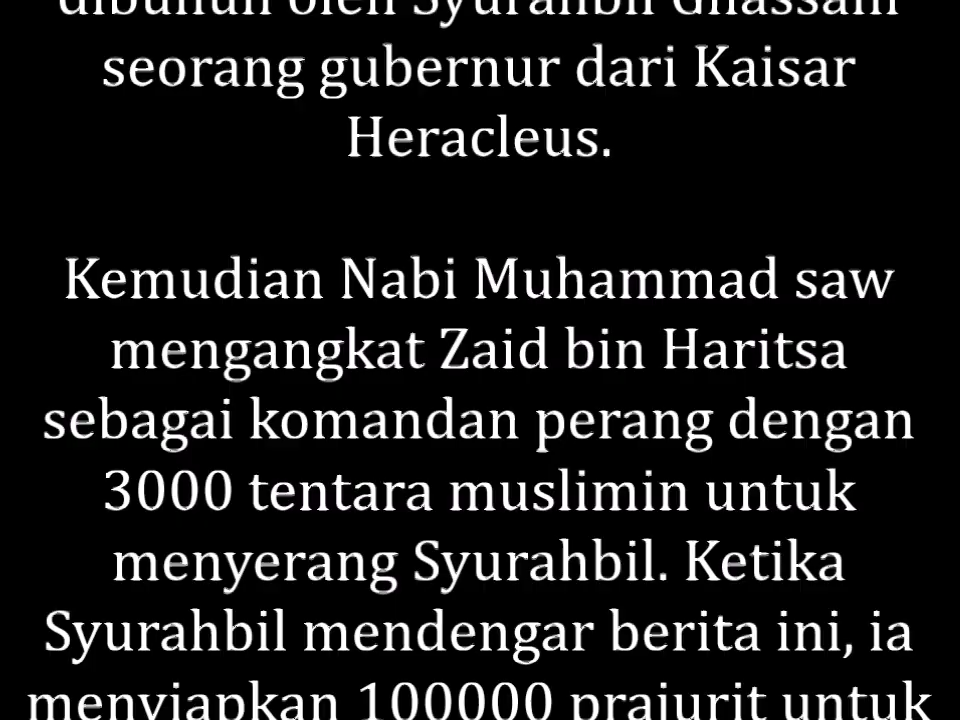 dibunuh oleh Syurahbil Ghassani
seorang gubernur dari Kaisar
Heracleus.
Kemudian Nabi Muhammad saw
mengangkat Zaid bin Haritsa
sebagai komandan perang dengan
3000 tentara muslimin untuk
menyerang Syurahbil. Ketika
Syurahbil mendengar berita ini, ia
menyiapkan 100000 prajurit untuk